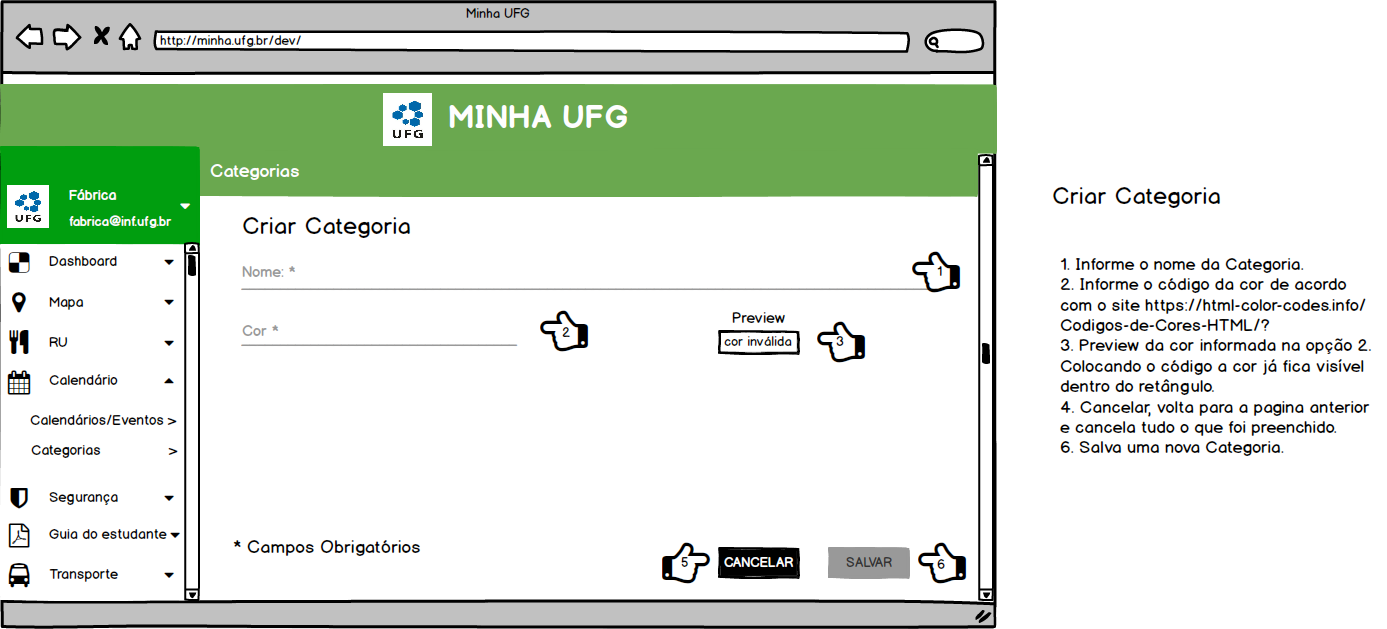 Minha UFG
http://minha.ufg.br/dev/
UFG
MINHA UFG
UFG
Fábrica
fabrica@inf.ufg.br
Categorias
Dashboard
Mapa
RU
Calendário
Calendários/Eventos >
Categorias >
Segurança
Guia do estudante
Transporte
Criar Categoria
Nome: *
1
Cor *
2
Preview
cor inválida
3
* Campos Obrigatórios
5
CANCELAR
SALVAR
6
Criar Categoria
1. Informe o nome da Categoria.
2. Informe o código da cor de acordo
com o site https://html-color-codes.info/
Codigos-de-Cores-HTML/?
3. Preview da cor informada na opção 2.
Colocando o código a cor já fica visível
dentro do retângulo.
4. Cancelar, volta para a pagina anterior
e cancela tudo o que foi preenchido.
6. Salva uma nova Categoria.